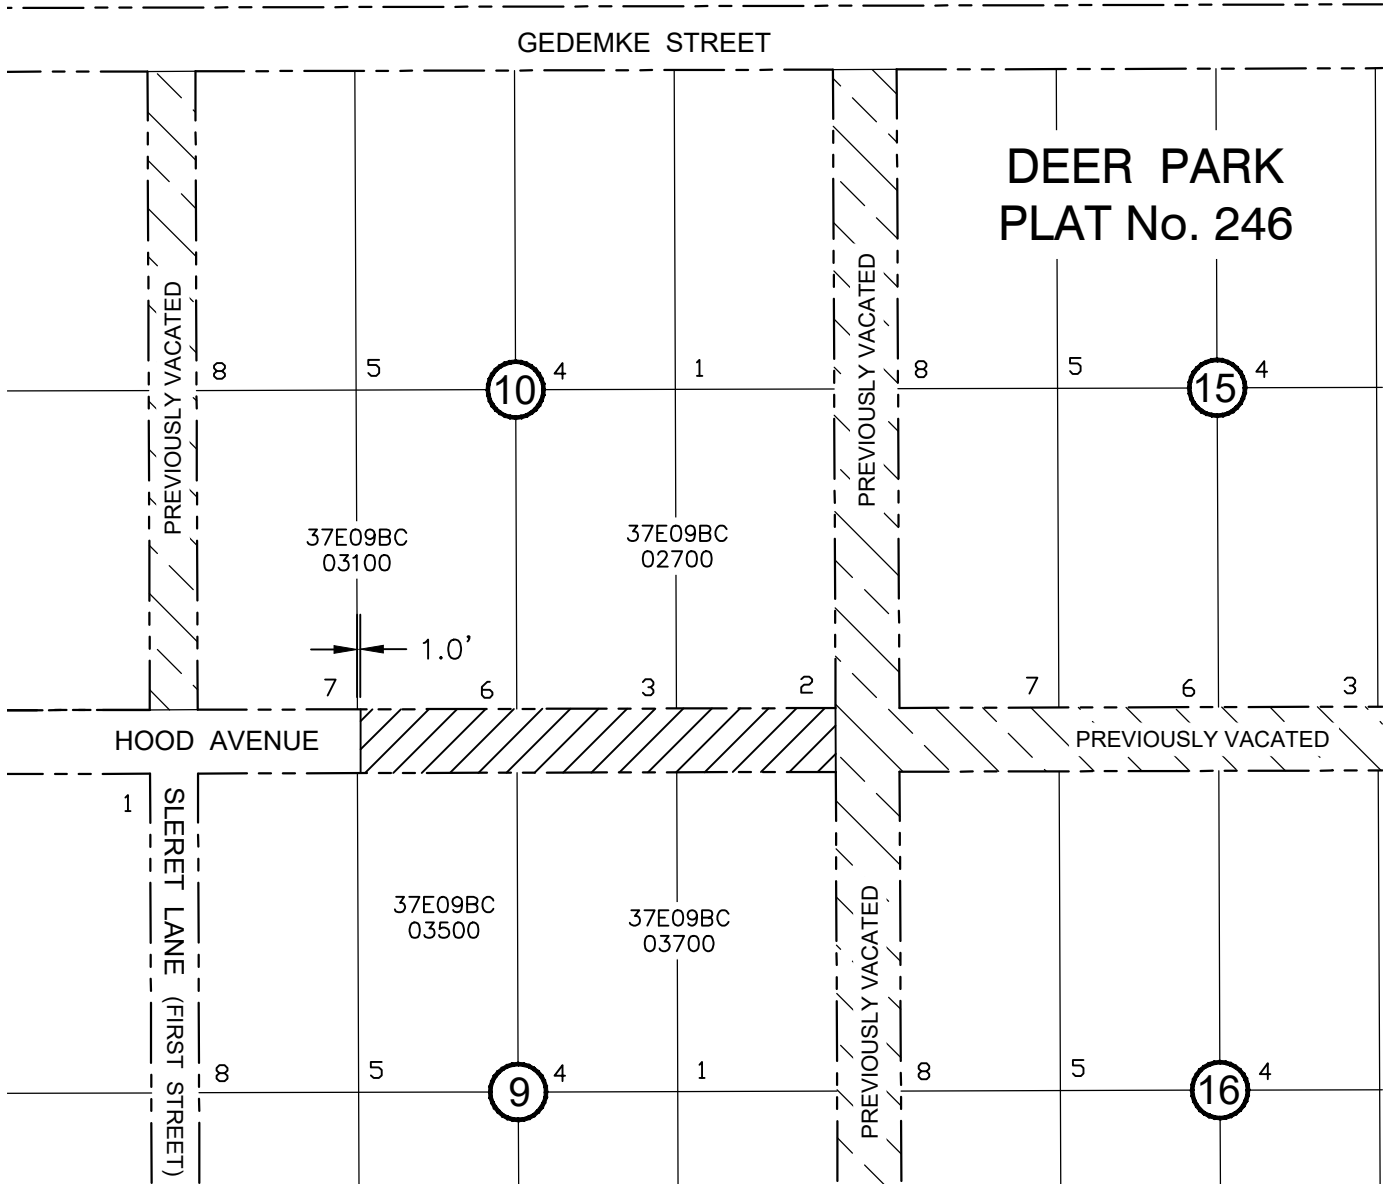 GEDEMKE STREET
DEER PARK
PLAT No. 246
PREVIOUSLY VACATED
PREVIOUSLY VACATED
8
5
10
4
1
8
5
15
4
37E09BC
03100
37E09BC
02700
1.0'
7
6
3
2
7
6
3
HOOD AVENUE
PREVIOUSLY VACATED
1
SLERET LANE (FIRST STREET)
37E09BC
03500
37E09BC
03700
PREVIOUSLY VACATED
8
5
9
4
1
8
5
16
4